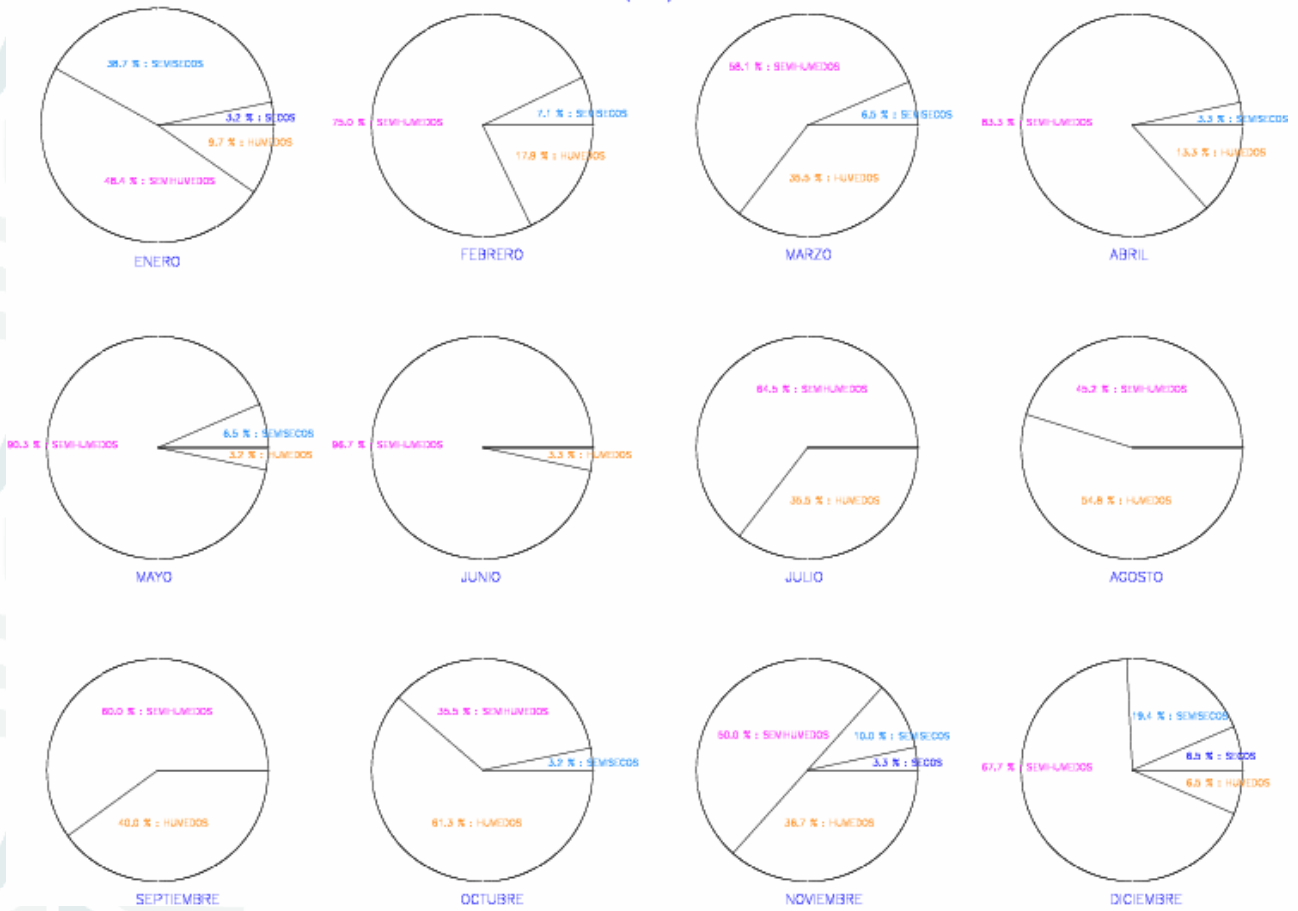 38.7 % : SEMISECOS
3.2 % : SECOS
9.7 % : HUMEDOS
48.4 % : SEMIHUMEDOS
ENERO
7.1 % : SEMISECOS
75.0 % : SEMIHUMEDOS
17.9 % : HUMEDOS
FEBRERO
58.1 % : SEMIHUMEDOS
6.5 % : SEMISECOS
35.5 % : HUMEDOS
MARZO
83.3 % : SEMIHUMEDOS
3.3 % : SEMISECOS
13.3 % : HUMEDOS
ABRIL
90.3 % : SEMIHUMEDOS
6.5 % : SEMISECOS
3.2 % : HUMEDOS
MAYO
96.7 % : SEMIHUMEDOS
3.3 % : HUMEDOS
JUNIO
64.5 % : SEMIHUMEDOS
35.5 % : HUMEDOS
JULIO
45.2 % : SEMIHUMEDOS
54.8 % : HUMEDOS
AGOSTO
60.0 % : SEMIHUMEDOS
40.0 % : HUMEDOS
SEPTIEMBRE
35.5 % : SEMIHUMEDOS
3.2 % : SEMISECOS
61.3 % : HUMEDOS
OCTUBRE
50.0 % : SEMIHUMEDOS
10.0 % : SEMISECOS
3.3 % : SECOS
36.7 % : HUMEDOS
NOVIEMBRE
19.4 % : SEMISECOS
6.5 % : SECOS
67.7 % : SEMIHUMEDOS
6.5 % : HUMEDOS
DICIEMBRE